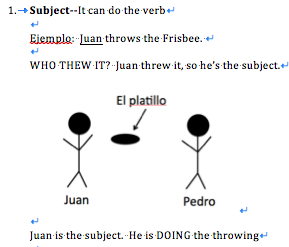 1. Subject--It can do the verb
Ejemplo: Juan throws the Frisbee.
WHO THEW IT? Juan threw it, so he's the subject.
El platillo
Juan
Pedro
Juan is the subject. He is DOING the throwing